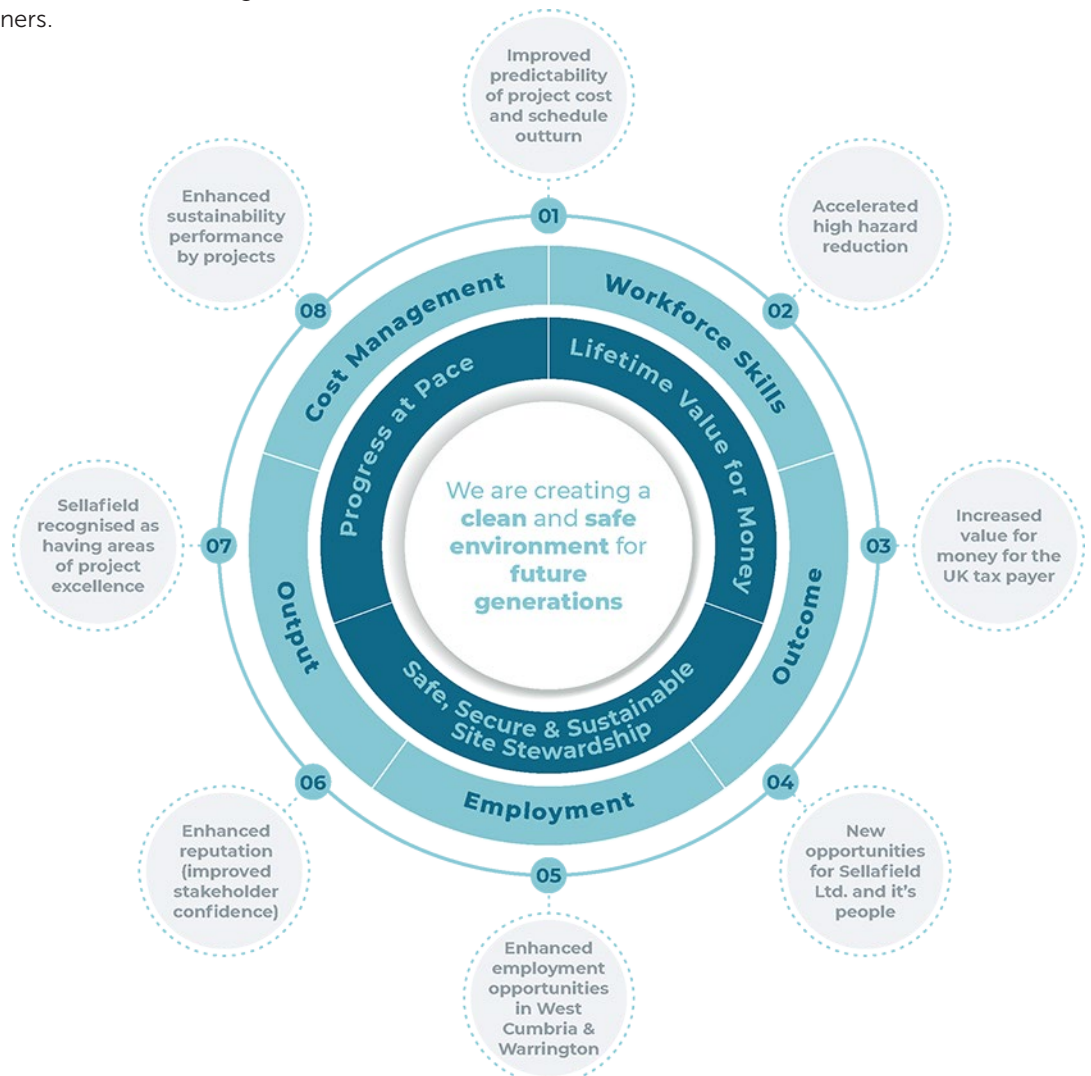 ners.
Improved
predictability
of project cost
and schedule
outturn
01
Accelerated
high hazard
reduction
02
Increased
value for
money for the
UK tax payer
03
New
opportunities
for Sellafield
Ltd. and it's
people
04
Enhanced
employment
opportunities
in West
Cumbria &
Warrington
05
Enhanced
reputation
(improved
stakeholder
confidence)
06
Sellafield
recognised as
having areas
of project
excellence
07
Enhanced
sustainability
performance
by projects
08
Cost Management
Workforce Skills
Outcome
Employment
Output
Progress at Pace
Lifetime Value for Money
Safe, Secure & Sustainable
Site Stewardship
We are creating a
clean and safe
environment for
future
generations